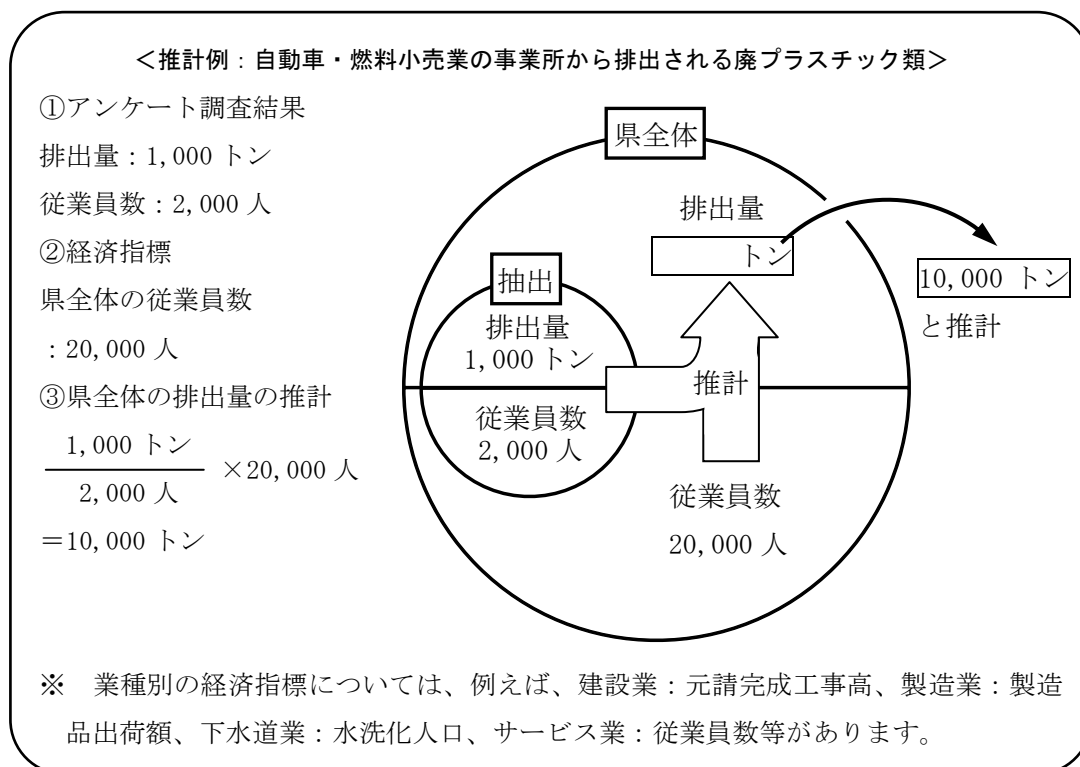 ＜推計例：自動車・燃料小売業の事業所から排出される廃プラスチック類＞
①アンケート調査結果
排出量：1,000 トン
従業員数：2,000 人
②経済指標
県全体の従業員数
：20,000 人
③県全体の排出量の推計
1,000 トン
2,000 人
×20,000 人
＝10,000 トン
県全体
排出量
トン
10,000 トン
と推計
抽出
排出量
1,000 トン
推計
従業員数
2,000 人
従業員数
20,000 人
※　業種別の経済指標については、例えば、建設業：元請完成工事高、製造業：製造
品出荷額、下水道業：水洗化人口、サービス業：従業員数等があります。